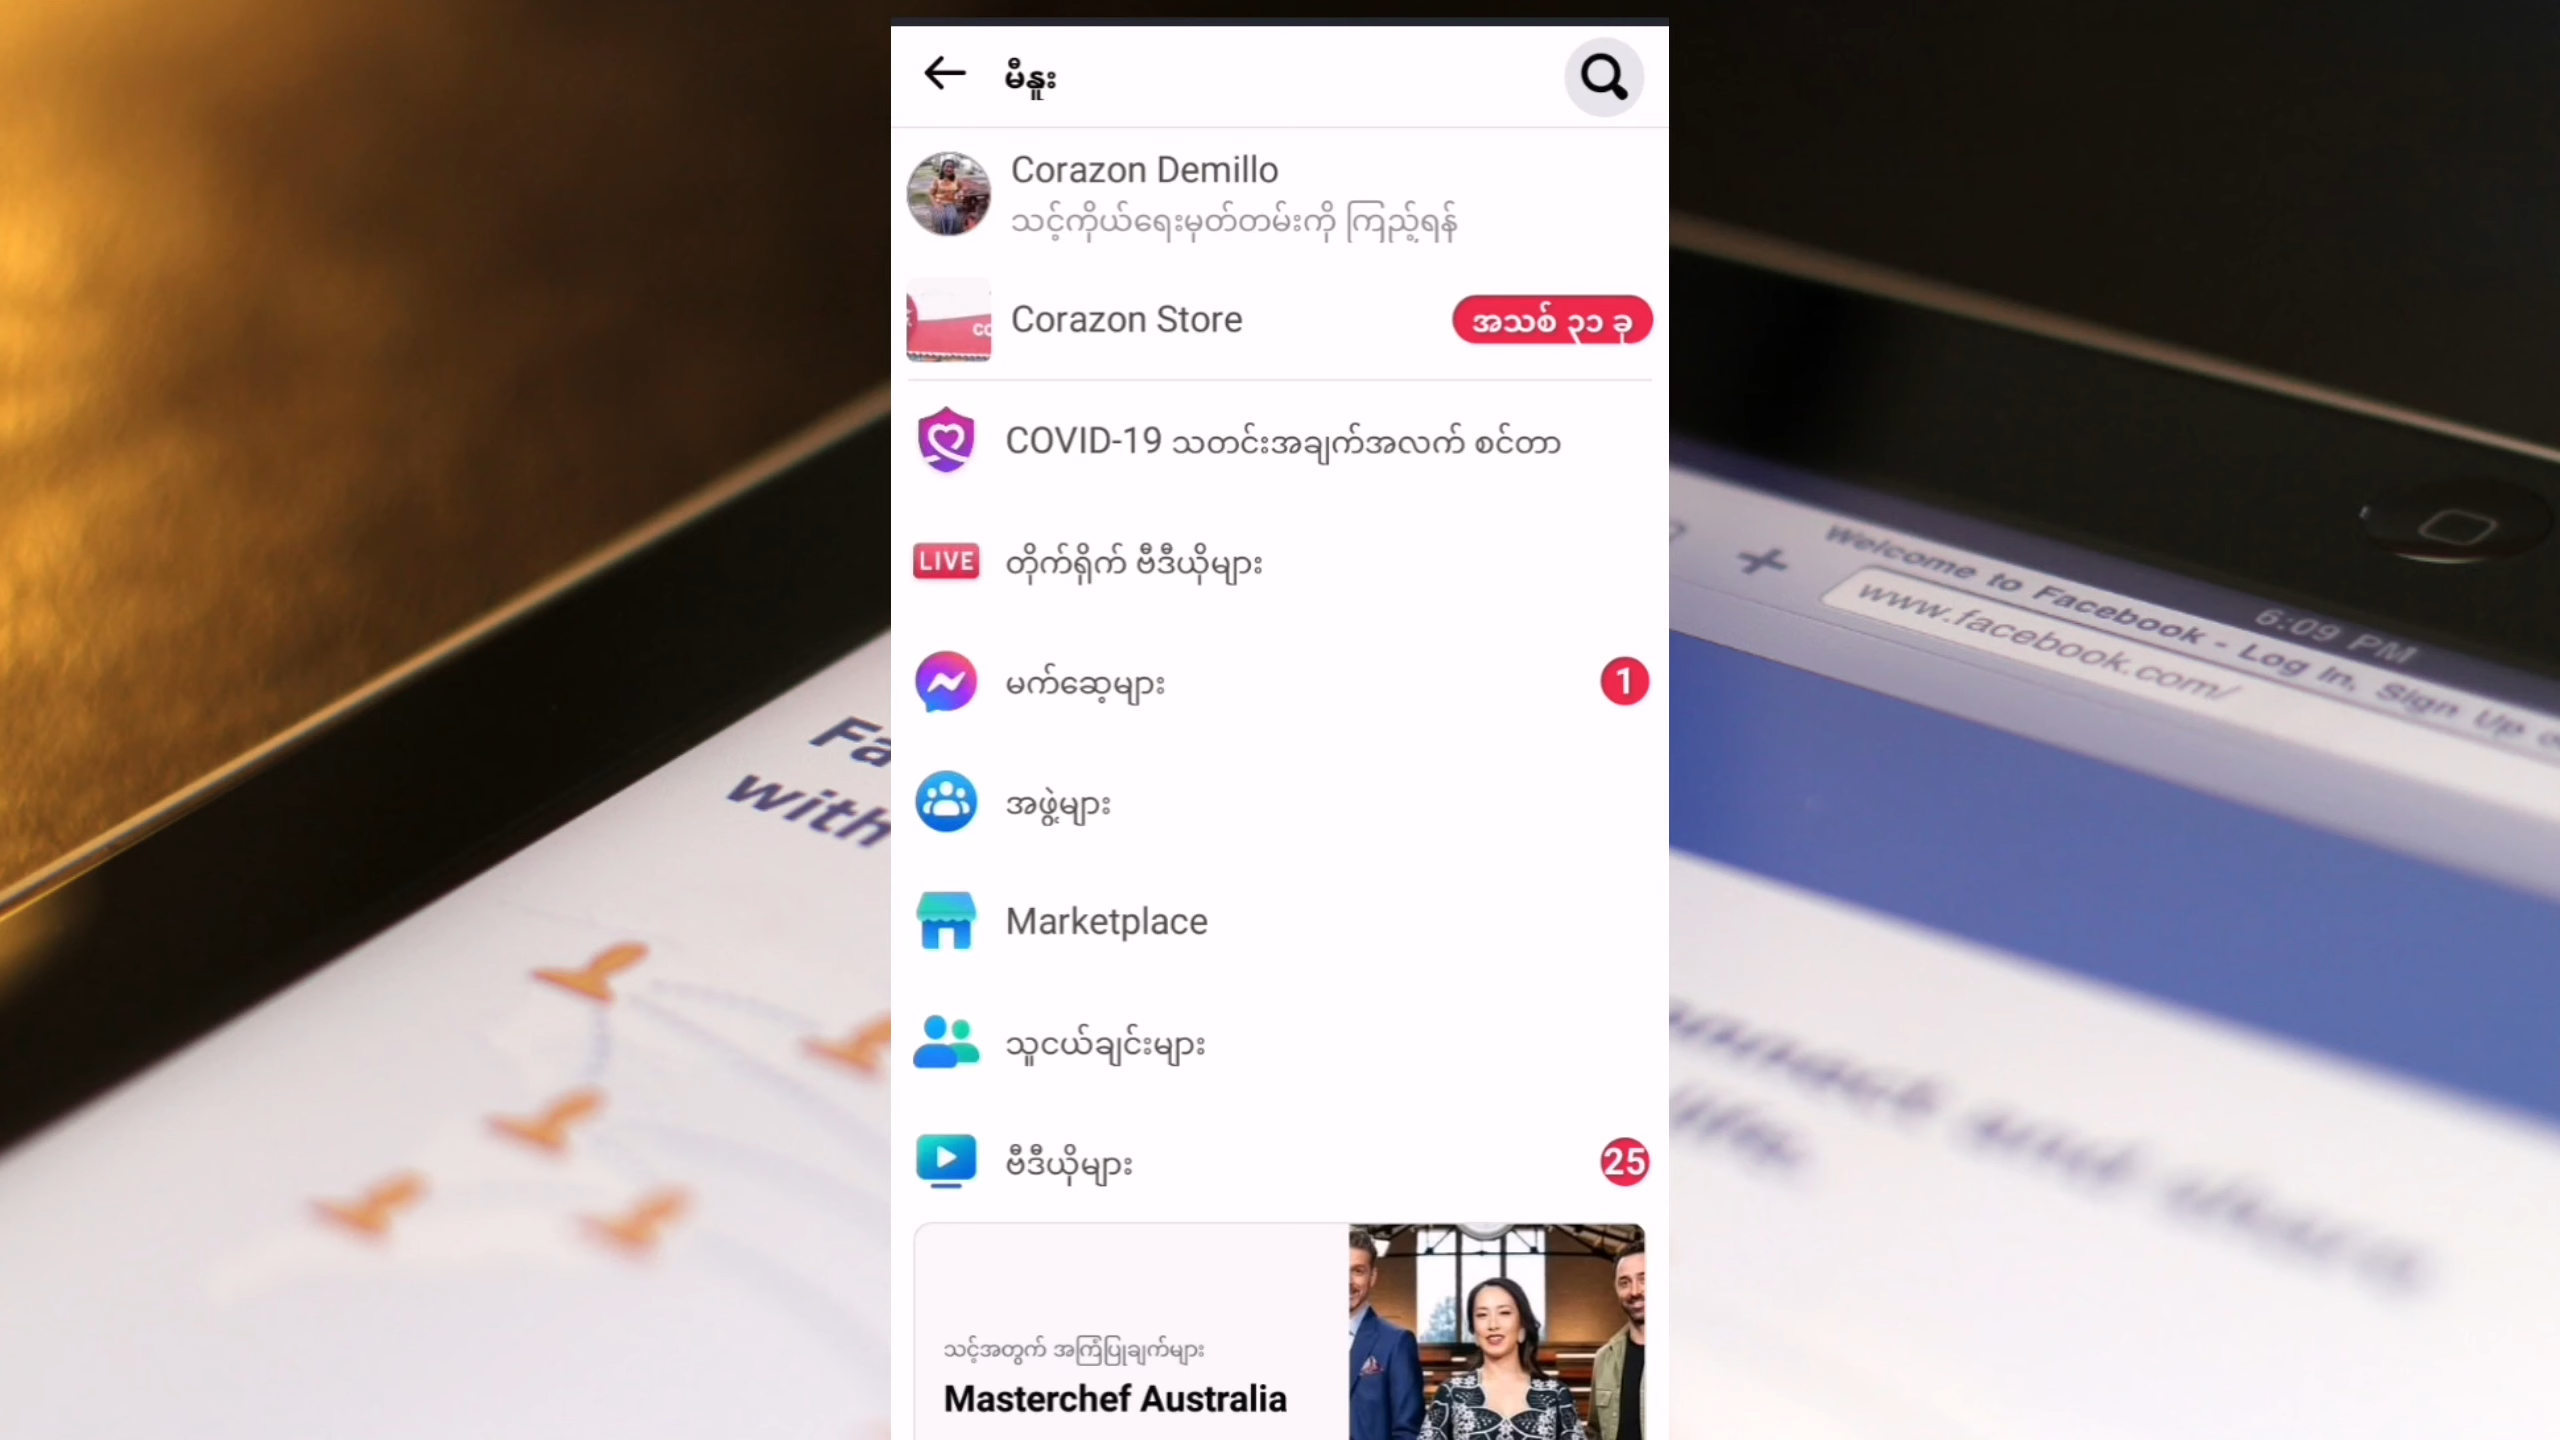 မီနူး
Corazon Demillo
သင့်ကိုယ်ရေးမှတ်တမ်းကို ကြည့်ရန်
Corazon Store
အသစ် ၃၁ ခု
COVID-19 သတင်းအချက်အလက် စင်တာ
LIVE
တိုက်ရိုက် ဗီဒီယိုများ
မက်ဆေ့များ
1
အဖွဲ့များ
Marketplace
သူငယ်ချင်းများ
ဗီဒီယိုများ
25
သင့်အတွက် အကြံပြုချက်များ
Masterchef Australia
Fa
with
6:09 PM
Welcome to Facebook - Log In, Sign Up o
www.facebook.com/